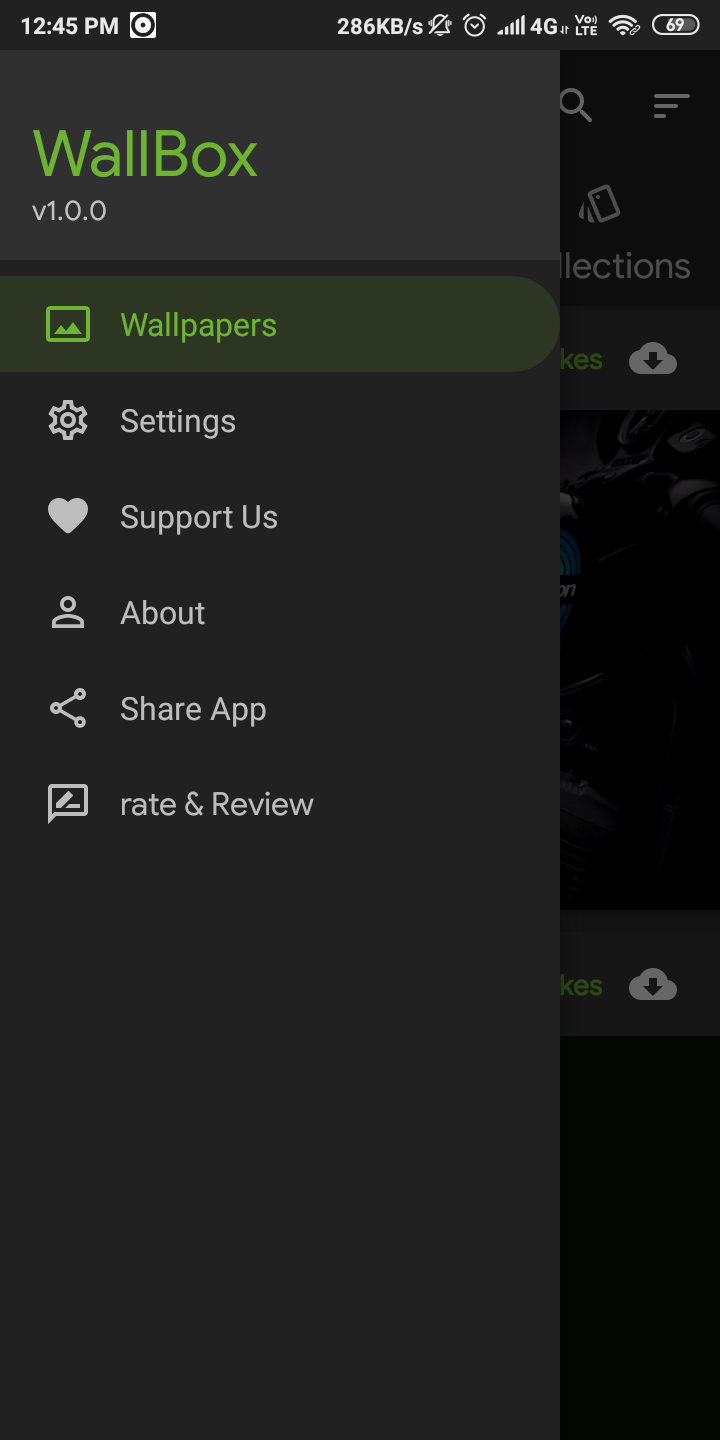 12:45 PM 286KB/s 4G Vo) LTE 69
WallBox
v1.0.0
llections
Wallpapers
kes
Settings
Support Us
on
About
Share App
rate & Review
kes